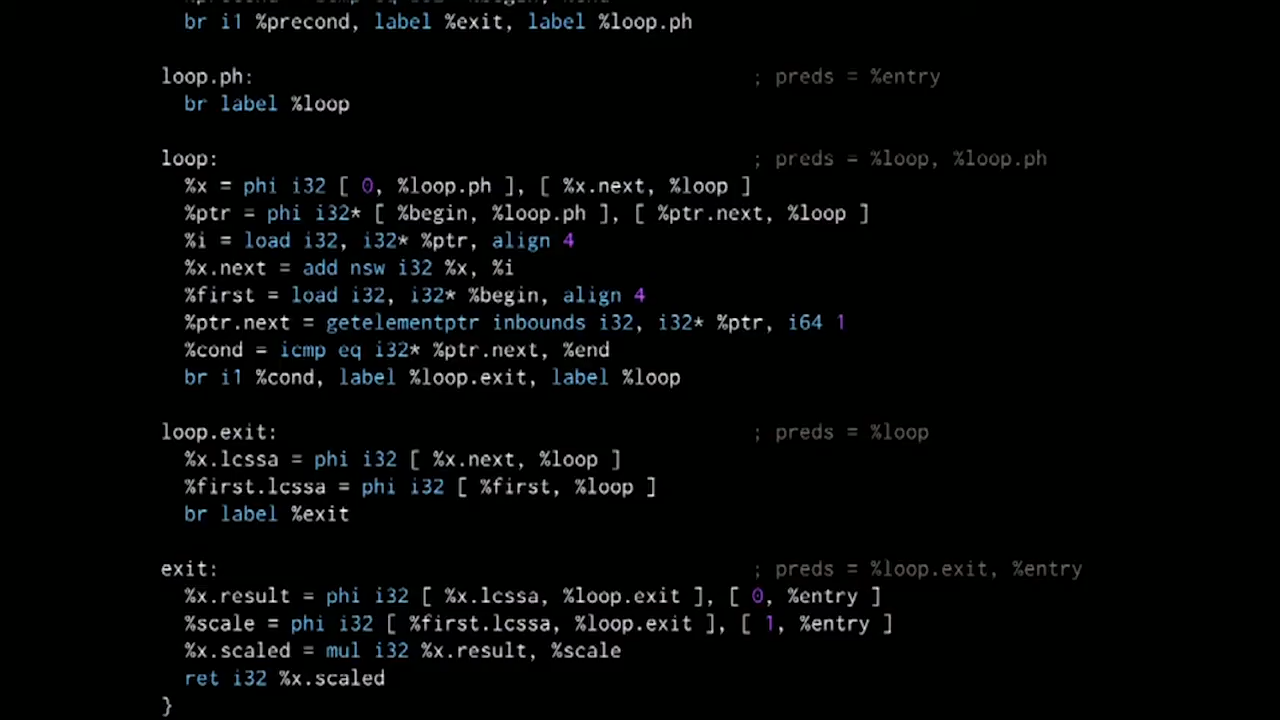 br i1 %precond, label %exit, label %loop.ph
loop.ph: ; preds = %entry
br label %loop
loop: ; preds = %loop, %loop.ph
%x = phi i32 [ 0, %loop.ph ], [ %x.next, %loop ]
%ptr = phi i32* [ %begin, %loop.ph ], [ %ptr.next, %loop ]
%i = load i32, i32* %ptr, align 4
%x.next = add nsw i32 %x, %i
%first = load i32, i32* %begin, align 4
%ptr.next = getelementptr inbounds i32, i32* %ptr, i64 1
%cond = icmp eq i32* %ptr.next, %end
br i1 %cond, label %loop.exit, label %loop
loop.exit: ; preds = %loop
%x.lcssa = phi i32 [ %x.next, %loop ]
%first.lcssa = phi i32 [ %first, %loop ]
br label %exit
exit: ; preds = %loop.exit, %entry
%x.result = phi i32 [ %x.lcssa, %loop.exit ], [ 0, %entry ]
%scale = phi i32 [ %first.lcssa, %loop.exit ], [ 1, %entry ]
%x.scaled = mul i32 %x.result, %scale
ret i32 %x.scaled
}